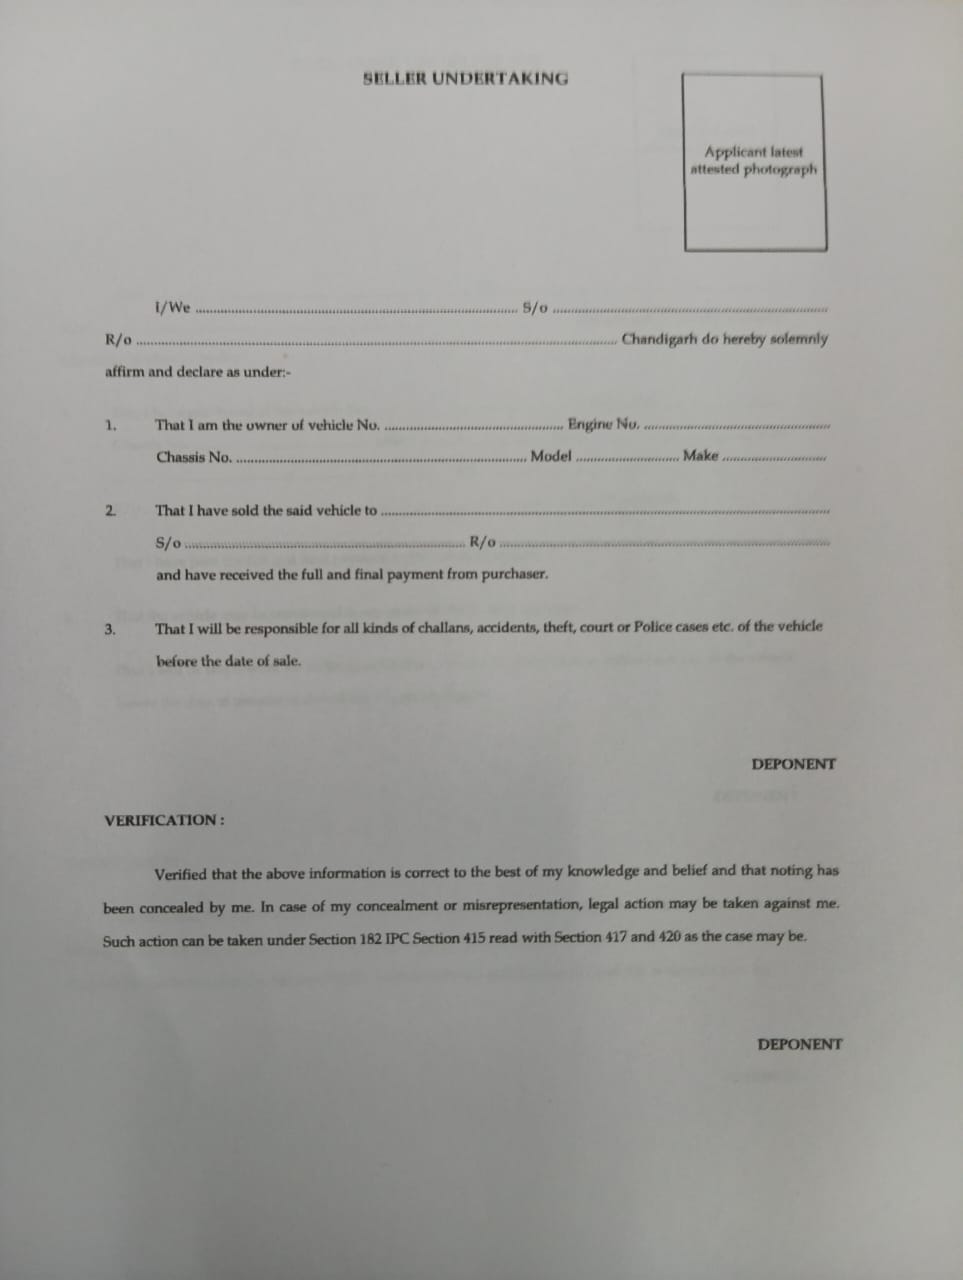 SELLER UNDERTAKING
Applicant latest
attested photograph
I/We ........................................................................................ S/o ............................................................................
R/o .................................................................................................................................... Chandigarh do hereby solemnly
affirm and declare as under:-
1. That I am the owner of vehicle No. .................................................. Engine No. ....................................................
Chassis No. ................................................................................ Model ............................. Make .............................
2. That I have sold the said vehicle to ............................................................................................................................
S/o .............................................................................. R/o ............................................................................................
and have received the full and final payment from purchaser.
3. That I will be responsible for all kinds of challans, accidents, theft, court or Police cases etc. of the vehicle
before the date of sale.
DEPONENT
VERIFICATION :
Verified that the above information is correct to the best of my knowledge and belief and that noting has
been concealed by me. In case of my concealment or misrepresentation, legal action may be taken against me.
Such action can be taken under Section 182 IPC Section 415 read with Section 417 and 420 as the case may be.
DEPONENT